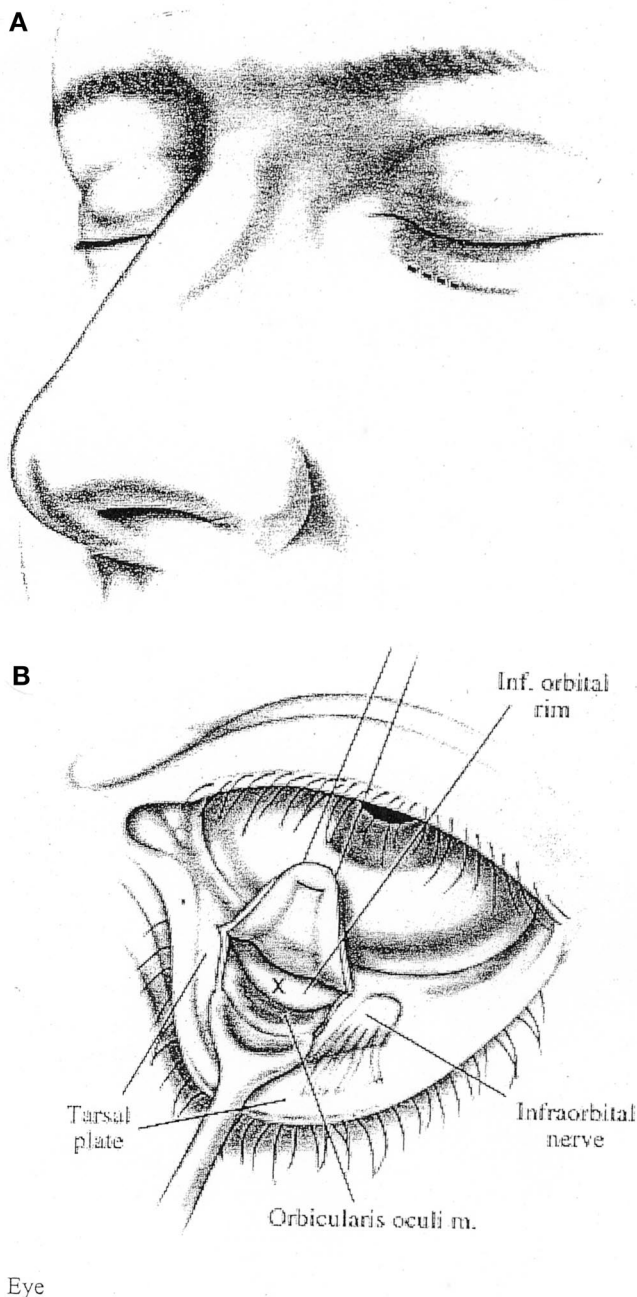 A
B
Inf. orbital
rim
X
Tarsal
plate
Infraorbital
nerve
Orbicularis oculi m.
Eye